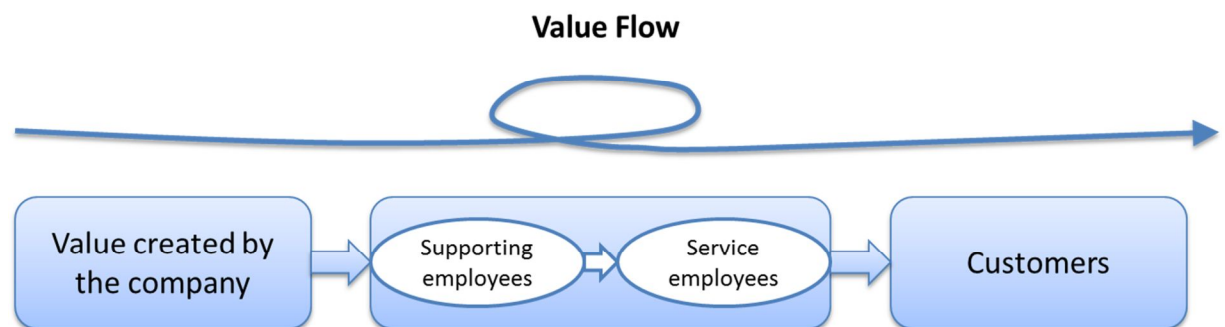 Value Flow
Value created by
the company
Supporting
employees
Service
employees
Customers